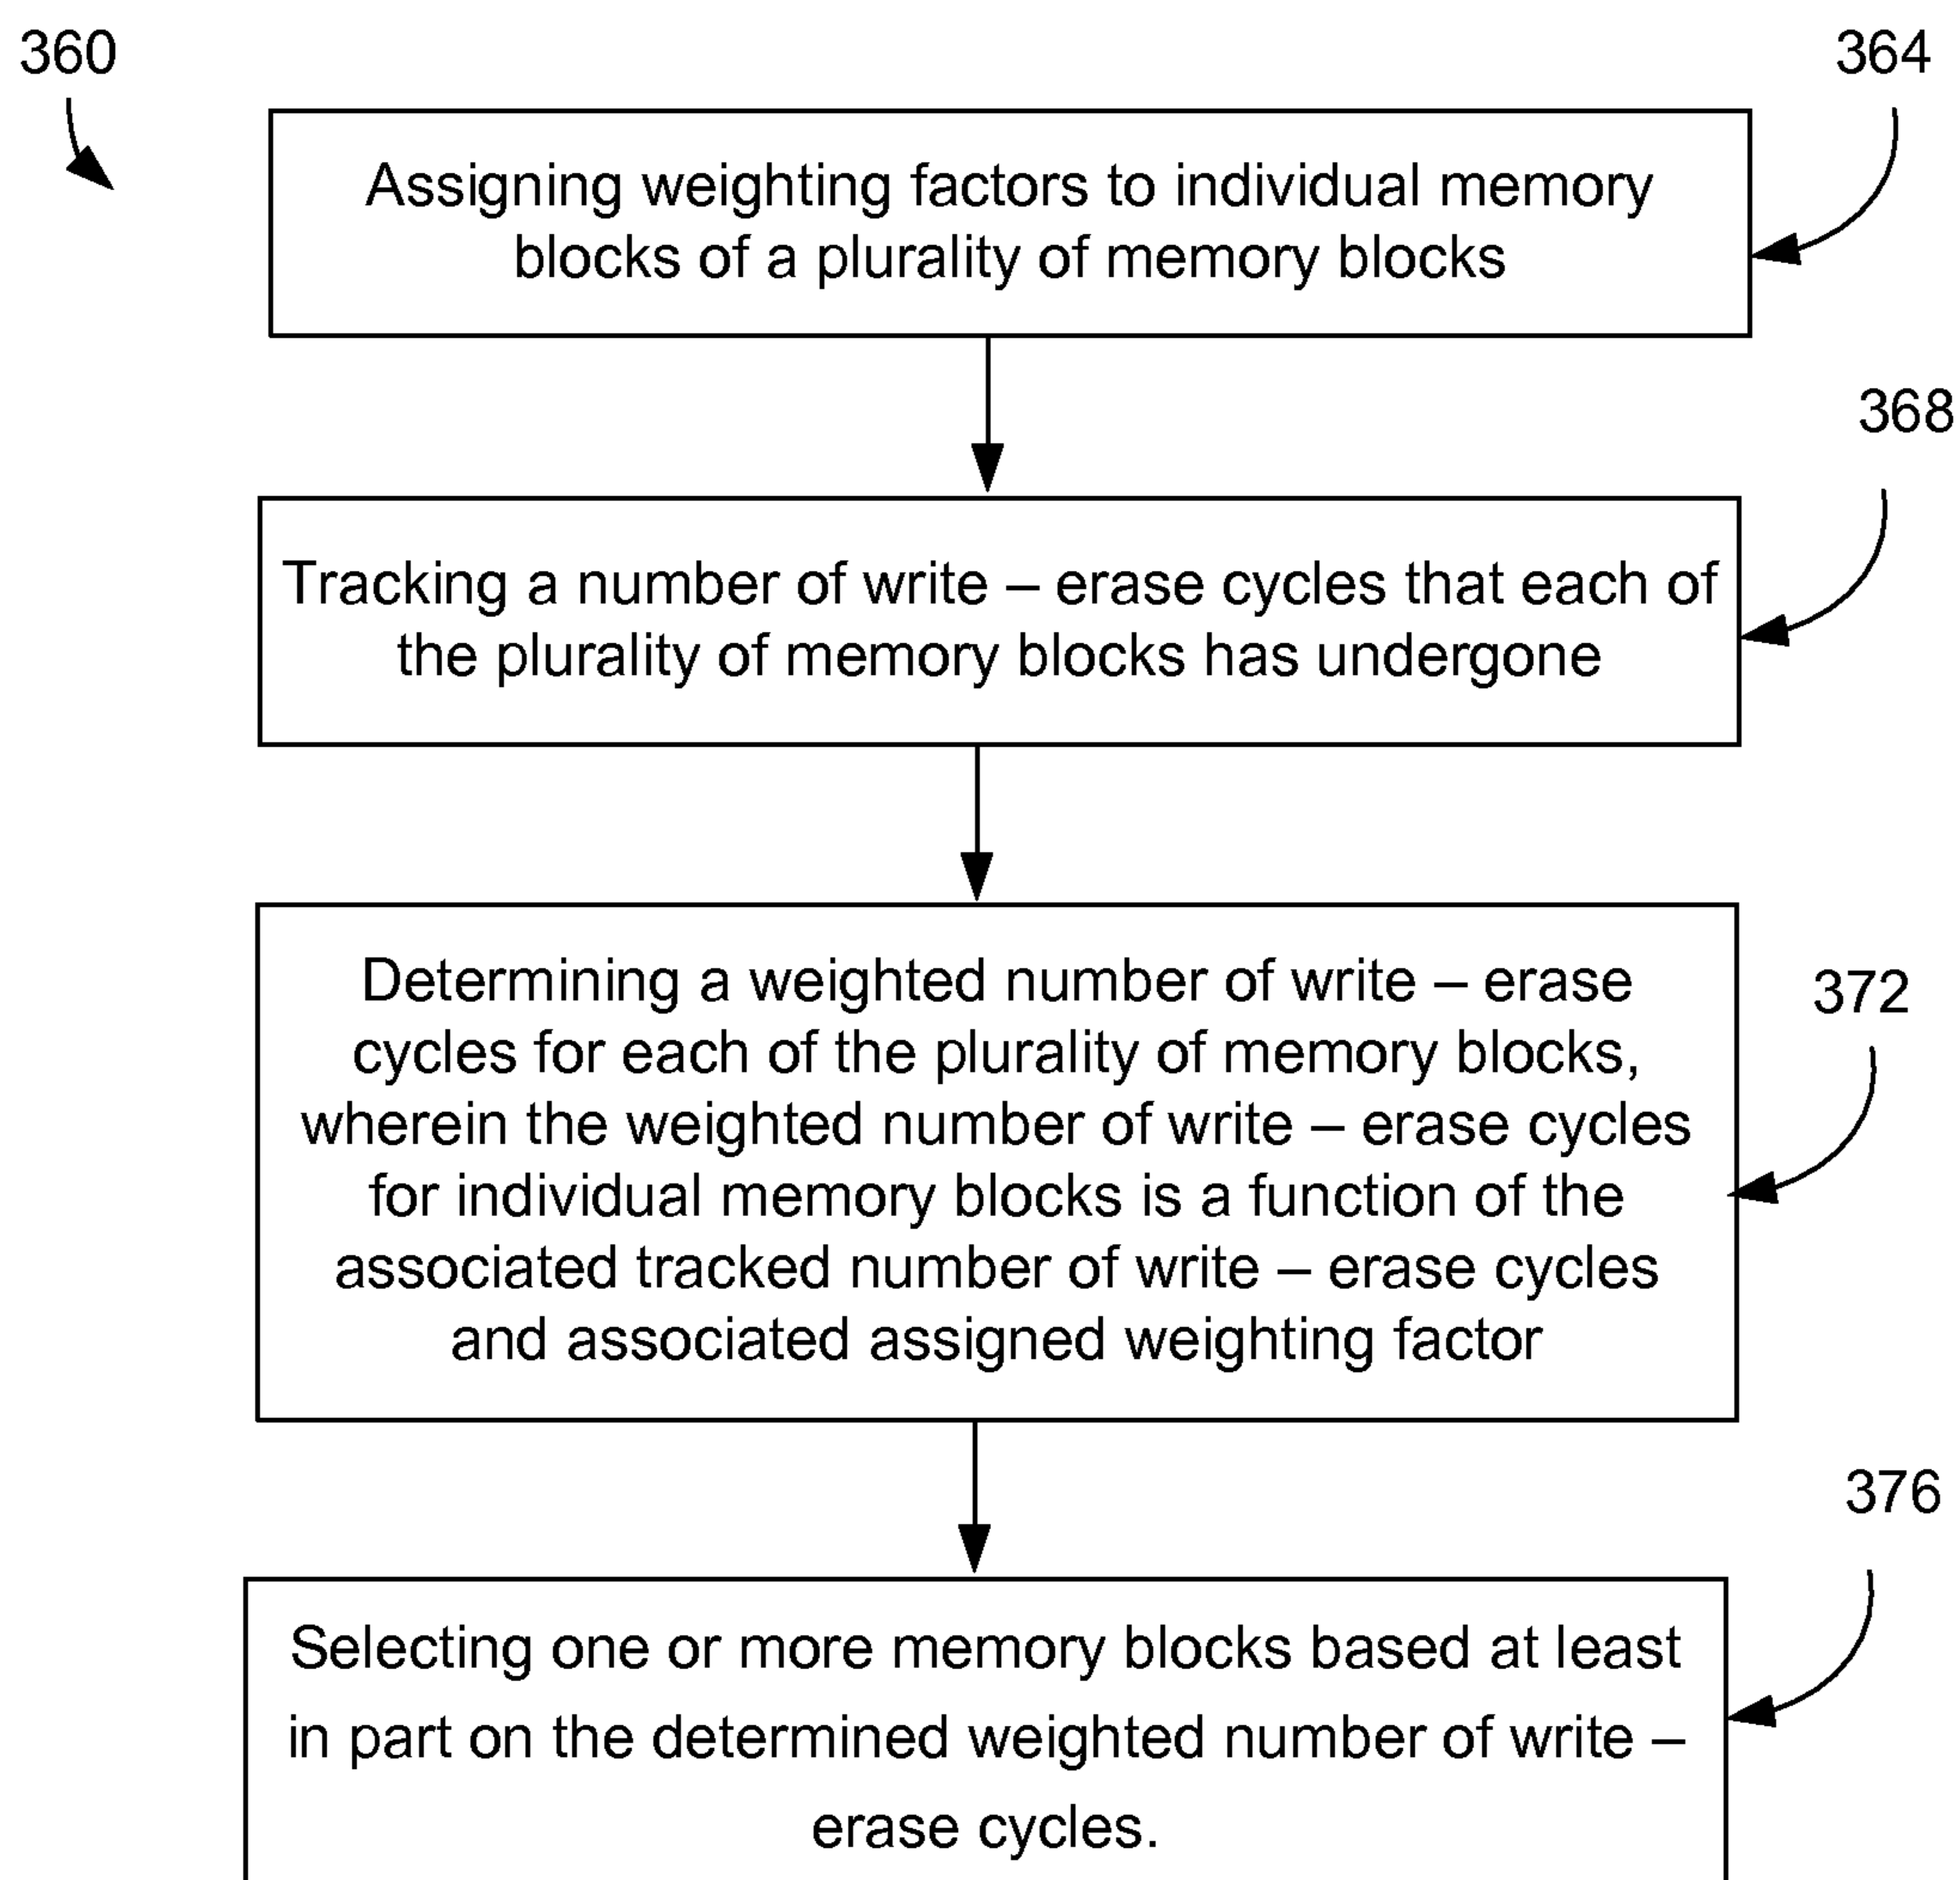 360
364
Assigning weighting factors to individual memory
blocks of a plurality of memory blocks
368
Tracking a number of write – erase cycles that each of
the plurality of memory blocks has undergone
372
Determining a weighted number of write – erase
cycles for each of the plurality of memory blocks,
wherein the weighted number of write – erase cycles
for individual memory blocks is a function of the
associated tracked number of write – erase cycles
and associated assigned weighting factor
376
Selecting one or more memory blocks based at least
in part on the determined weighted number of write –
erase cycles.